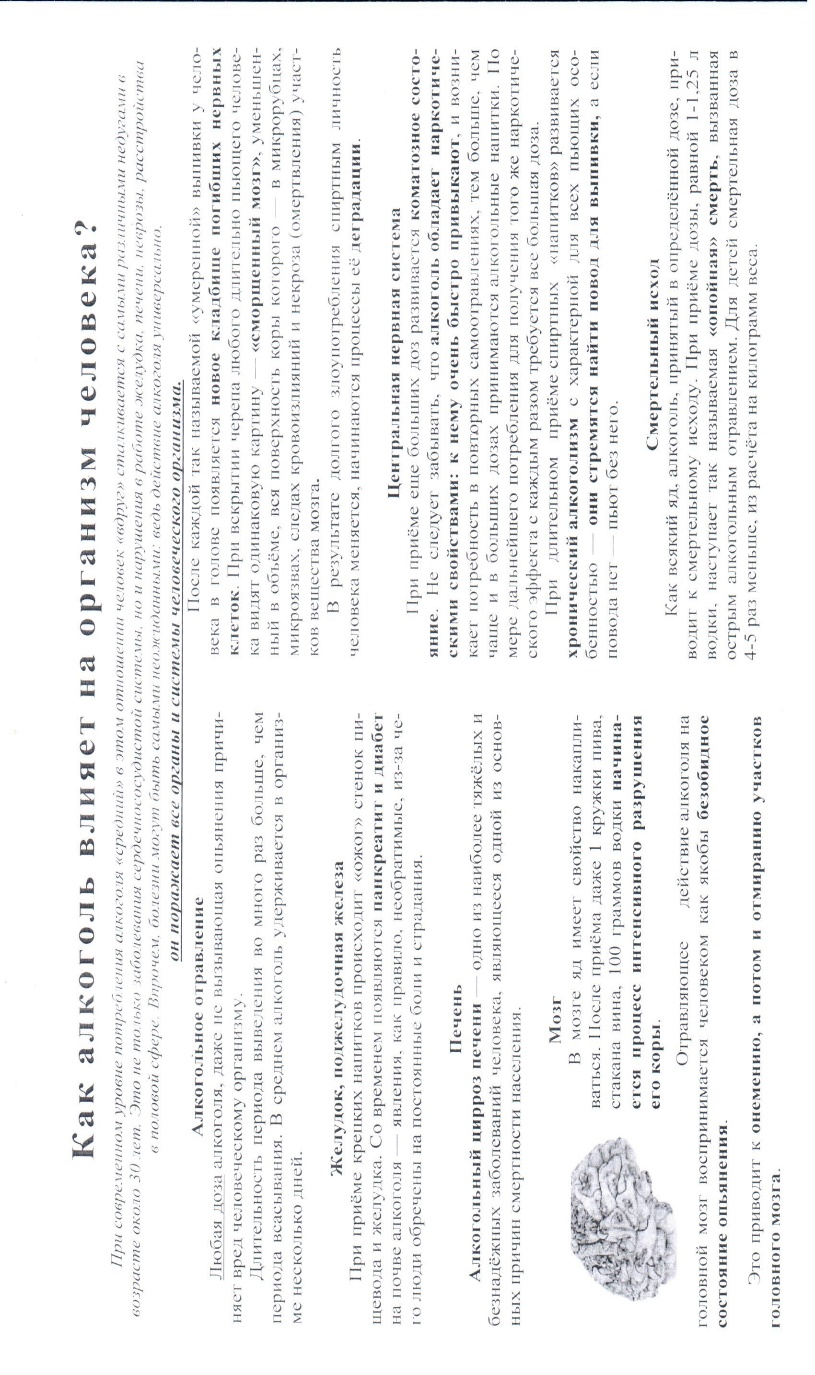 Как алкоголь влияет на организм человека?
При современном уровне потребления алкоголя «средний» в этом отношении человек «вдруг» сталкивается с самыми различными недугами в
возрасте около 30 лет. Это не только заболевания сердечнососудистой системы, но и нарушения в работе желудка, печени, неврозы, расстройства
в половой сфере. Впрочем, болезни могут быть самыми неожиданными: ведь действие алкоголя универсально,
он поражает все органы и системы человеческого организма.
Алкогольное отравление
Любая доза алкоголя, даже не вызывающая опьянения причи-
няет вред человеческому организму.
Длительность периода выведения во много раз больше, чем
периода всасывания. В среднем алкоголь удерживается в организ-
ме несколько дней.
Желудок, поджелудочная железа
При приёме крепких напитков происходит «ожог» стенок пи-
щевода и желудка. Со временем появляются панкреатит и диабет
на почве алкоголя — явления, как правило, необратимые, из-за че-
го люди обречены на постоянные боли и страдания.
Печень
Алкогольный цирроз печени — одно из наиболее тяжёлых и
безнадёжных заболеваний человека, являющееся одной из основ-
ных причин смертности населения.
Мозг
В мозге яд имеет свойство накапли-
ваться. После приёма даже 1 кружки пива,
стакана вина, 100 граммов водки начина-
ется процесс интенсивного разрушения
его коры.
Отравляющее действие алкоголя на
головной мозг воспринимается человеком как якобы безобидное
состояние опьянения.
Это приводит к онемению, а потом и отмиранию участков
головного мозга.
После каждой так называемой «умеренной» выпивки у чело-
века в голове появляется новое кладбище погибших нервных
клеток. При вскрытии черепа любого длительно пьющего челове-
ка видят одинаковую картину — «сморщенный мозг», уменьшен-
ный в объёме, вся поверхность коры которого — в микрорубцах,
микроязвах, следах кровоизлияний и некроза (омертвления) участ-
ков вещества мозга.
В результате долгого злоупотребления спиртным личность
человека меняется, начинаются процессы её деградации.
Центральная нервная система
При приёме еще больших доз развивается коматозное состо-
яние. Не следует забывать, что алкоголь обладает наркотиче-
скими свойствами: к нему очень быстро привыкают, и возни-
кает потребность в повторных самоотравлениях, тем больше, чем
чаще и в больших дозах принимаются алкогольные напитки. По
мере дальнейшего потребления для получения того же наркотиче-
ского эффекта с каждым разом требуется все большая доза.
При длительном приёме спиртных «напитков» развивается
хронический алкоголизм с характерной для всех пьющих осо-
бенностью — они стремятся найти повод для выпивки, а если
повода нет — пьют без него.
Смертельный исход
Как всякий яд, алкоголь, принятый в определённой дозе, при-
водит к смертельному исходу. При приёме дозы, равной 1-1,25 л
водки, наступает так называемая «опойная» смерть, вызванная
острым алкогольным отравлением. Для детей смертельная доза в
4-5 раз меньше, из расчёта на килограмм веса.